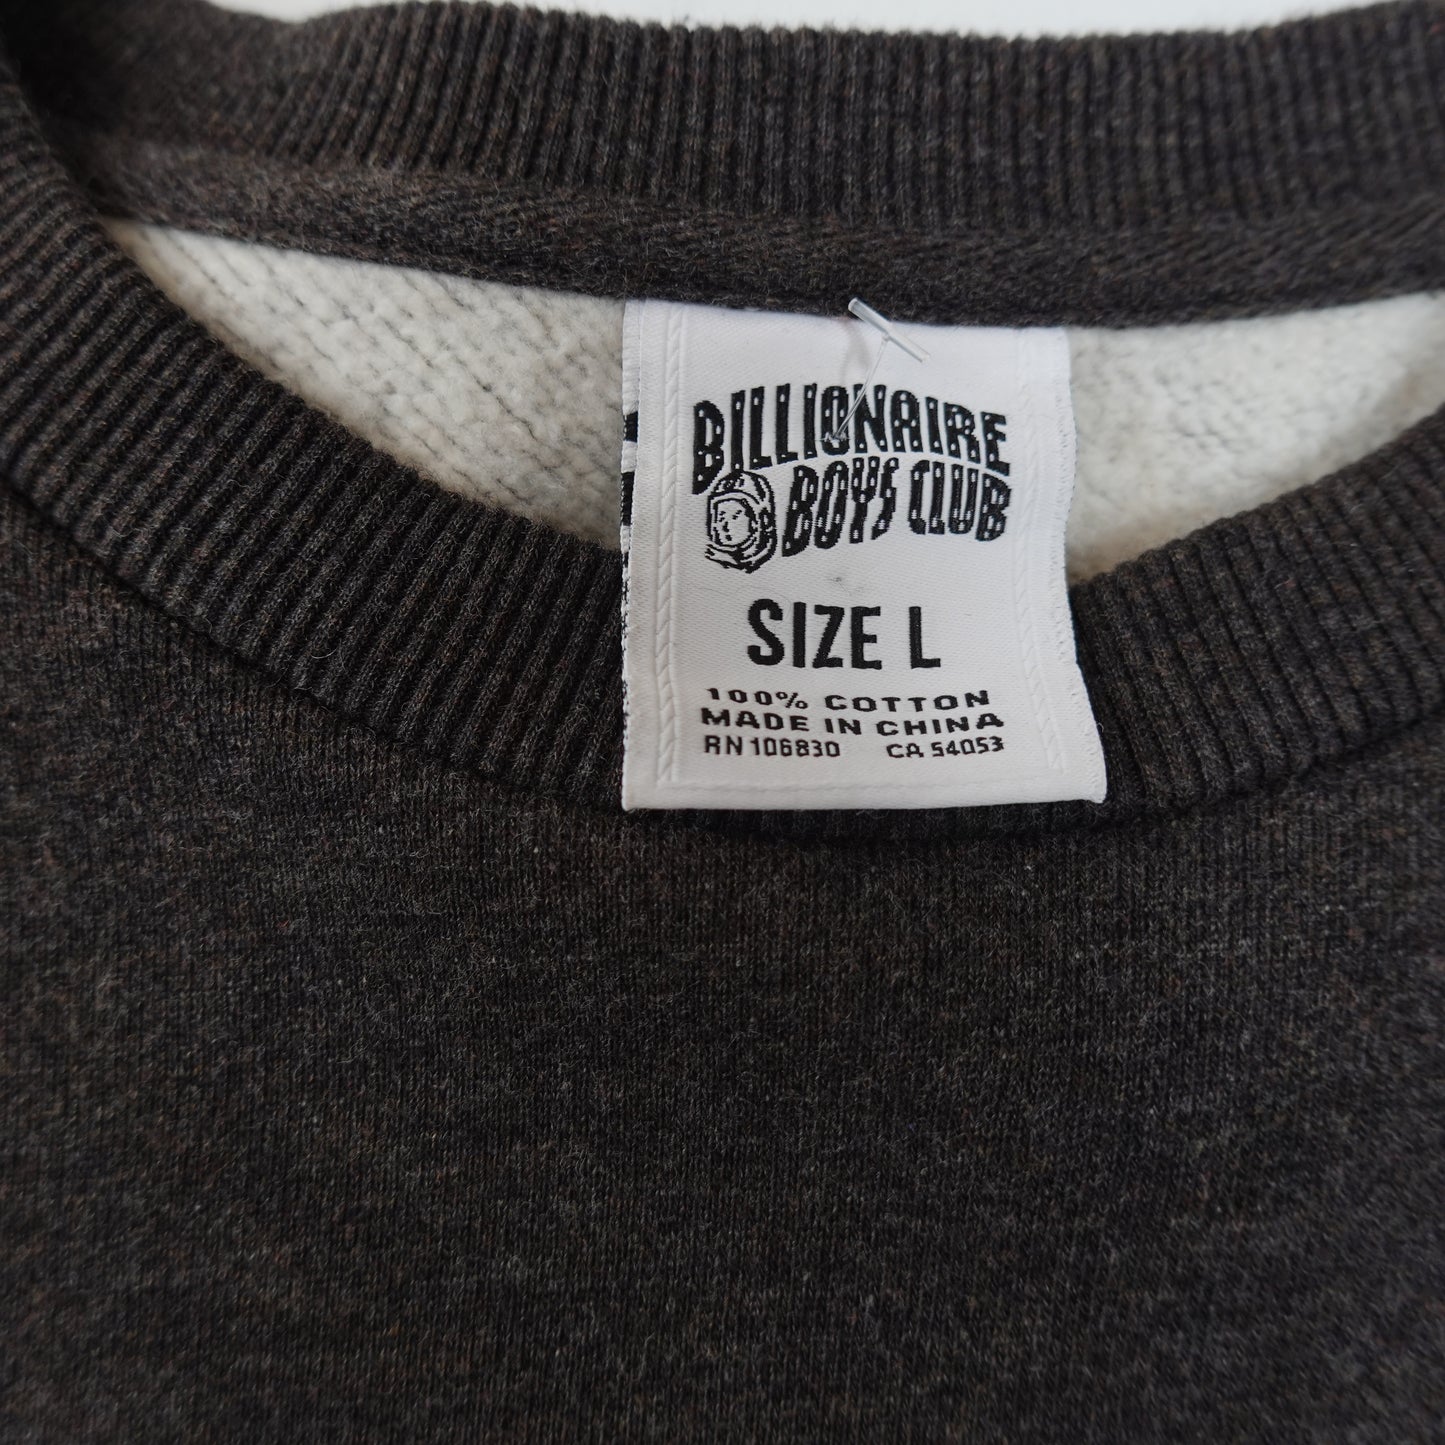 BILLIONAIRE
BOYS CLUB
SIZE L
100% COTTON
MADE IN CHINA
RN 106830 CA 54053